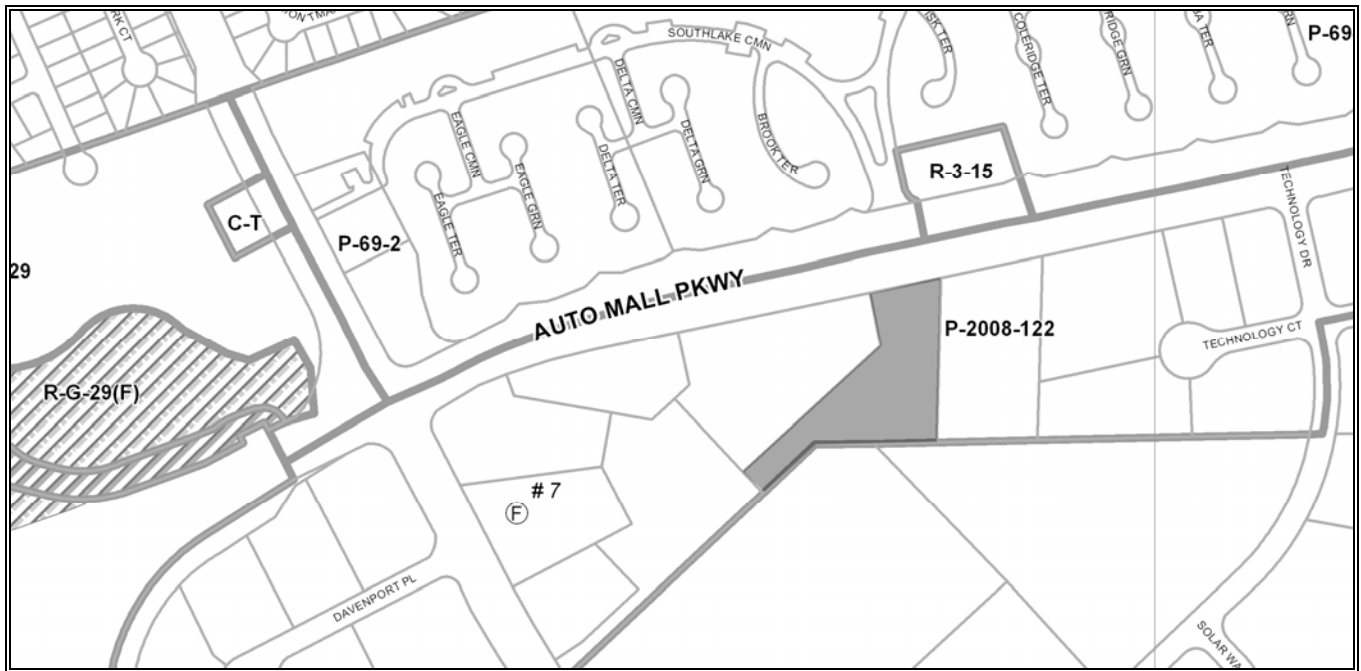 RK CT
SOUTHLAKE CMN
COLERIDGE TER
P-69
DELTA CMN
EAGLE CMN
BROOK TER
DELTA GRN
DELTA TER
EAGLE GRN
EAGLE TER
R-3-15
C-T
P-69-2
29
TECHNOLOGY DR
AUTO MALL PKWY
P-2008-122
TECHNOLOGY CT
R-G-29(F)
# 7
F
DAVENPORT PL
SOLAR WA